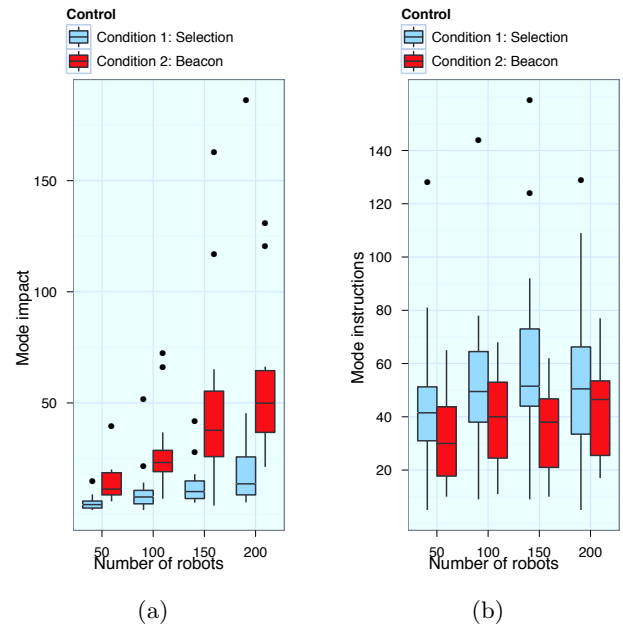 Control
Condition 1: Selection
Condition 2: Beacon
Mode impact
150
100
50
50 100 150 200
Number of robots
(a)
Control
Condition 1: Selection
Condition 2: Beacon
Mode instructions
140
120
100
80
60
40
20
50 100 150 200
Number of robots
(b)